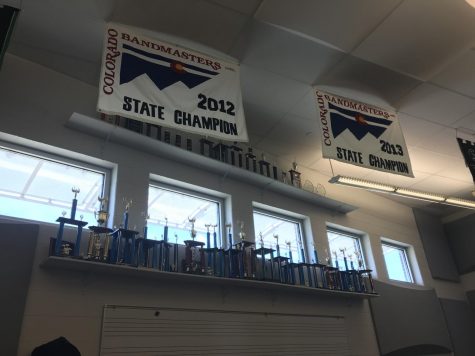 COLORADO
BANDMASTERS
2012
STATE CHAMPION
COLORADO
BANDMASTERS
2013
STATE CHAMPION